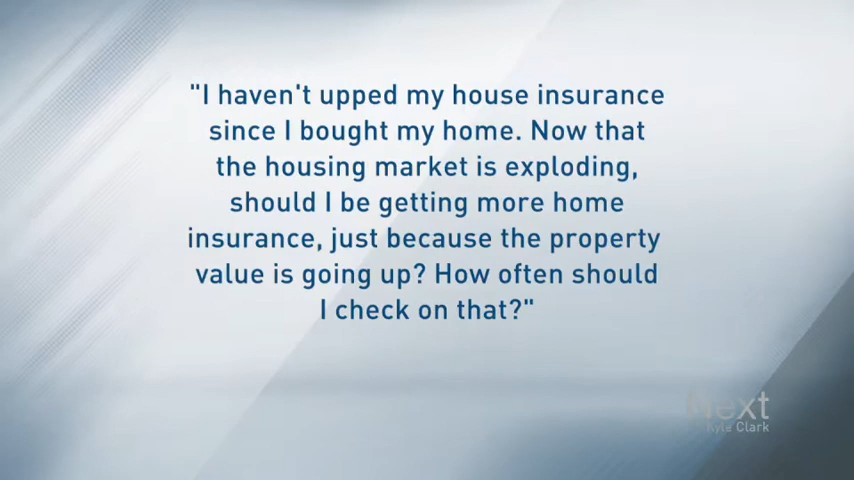 "I haven't upped my house insurance
since I bought my home. Now that
the housing market is exploding,
should I be getting more home
insurance, just because the property
value is going up? How often should
I check on that?"
Next
Kyle Clark